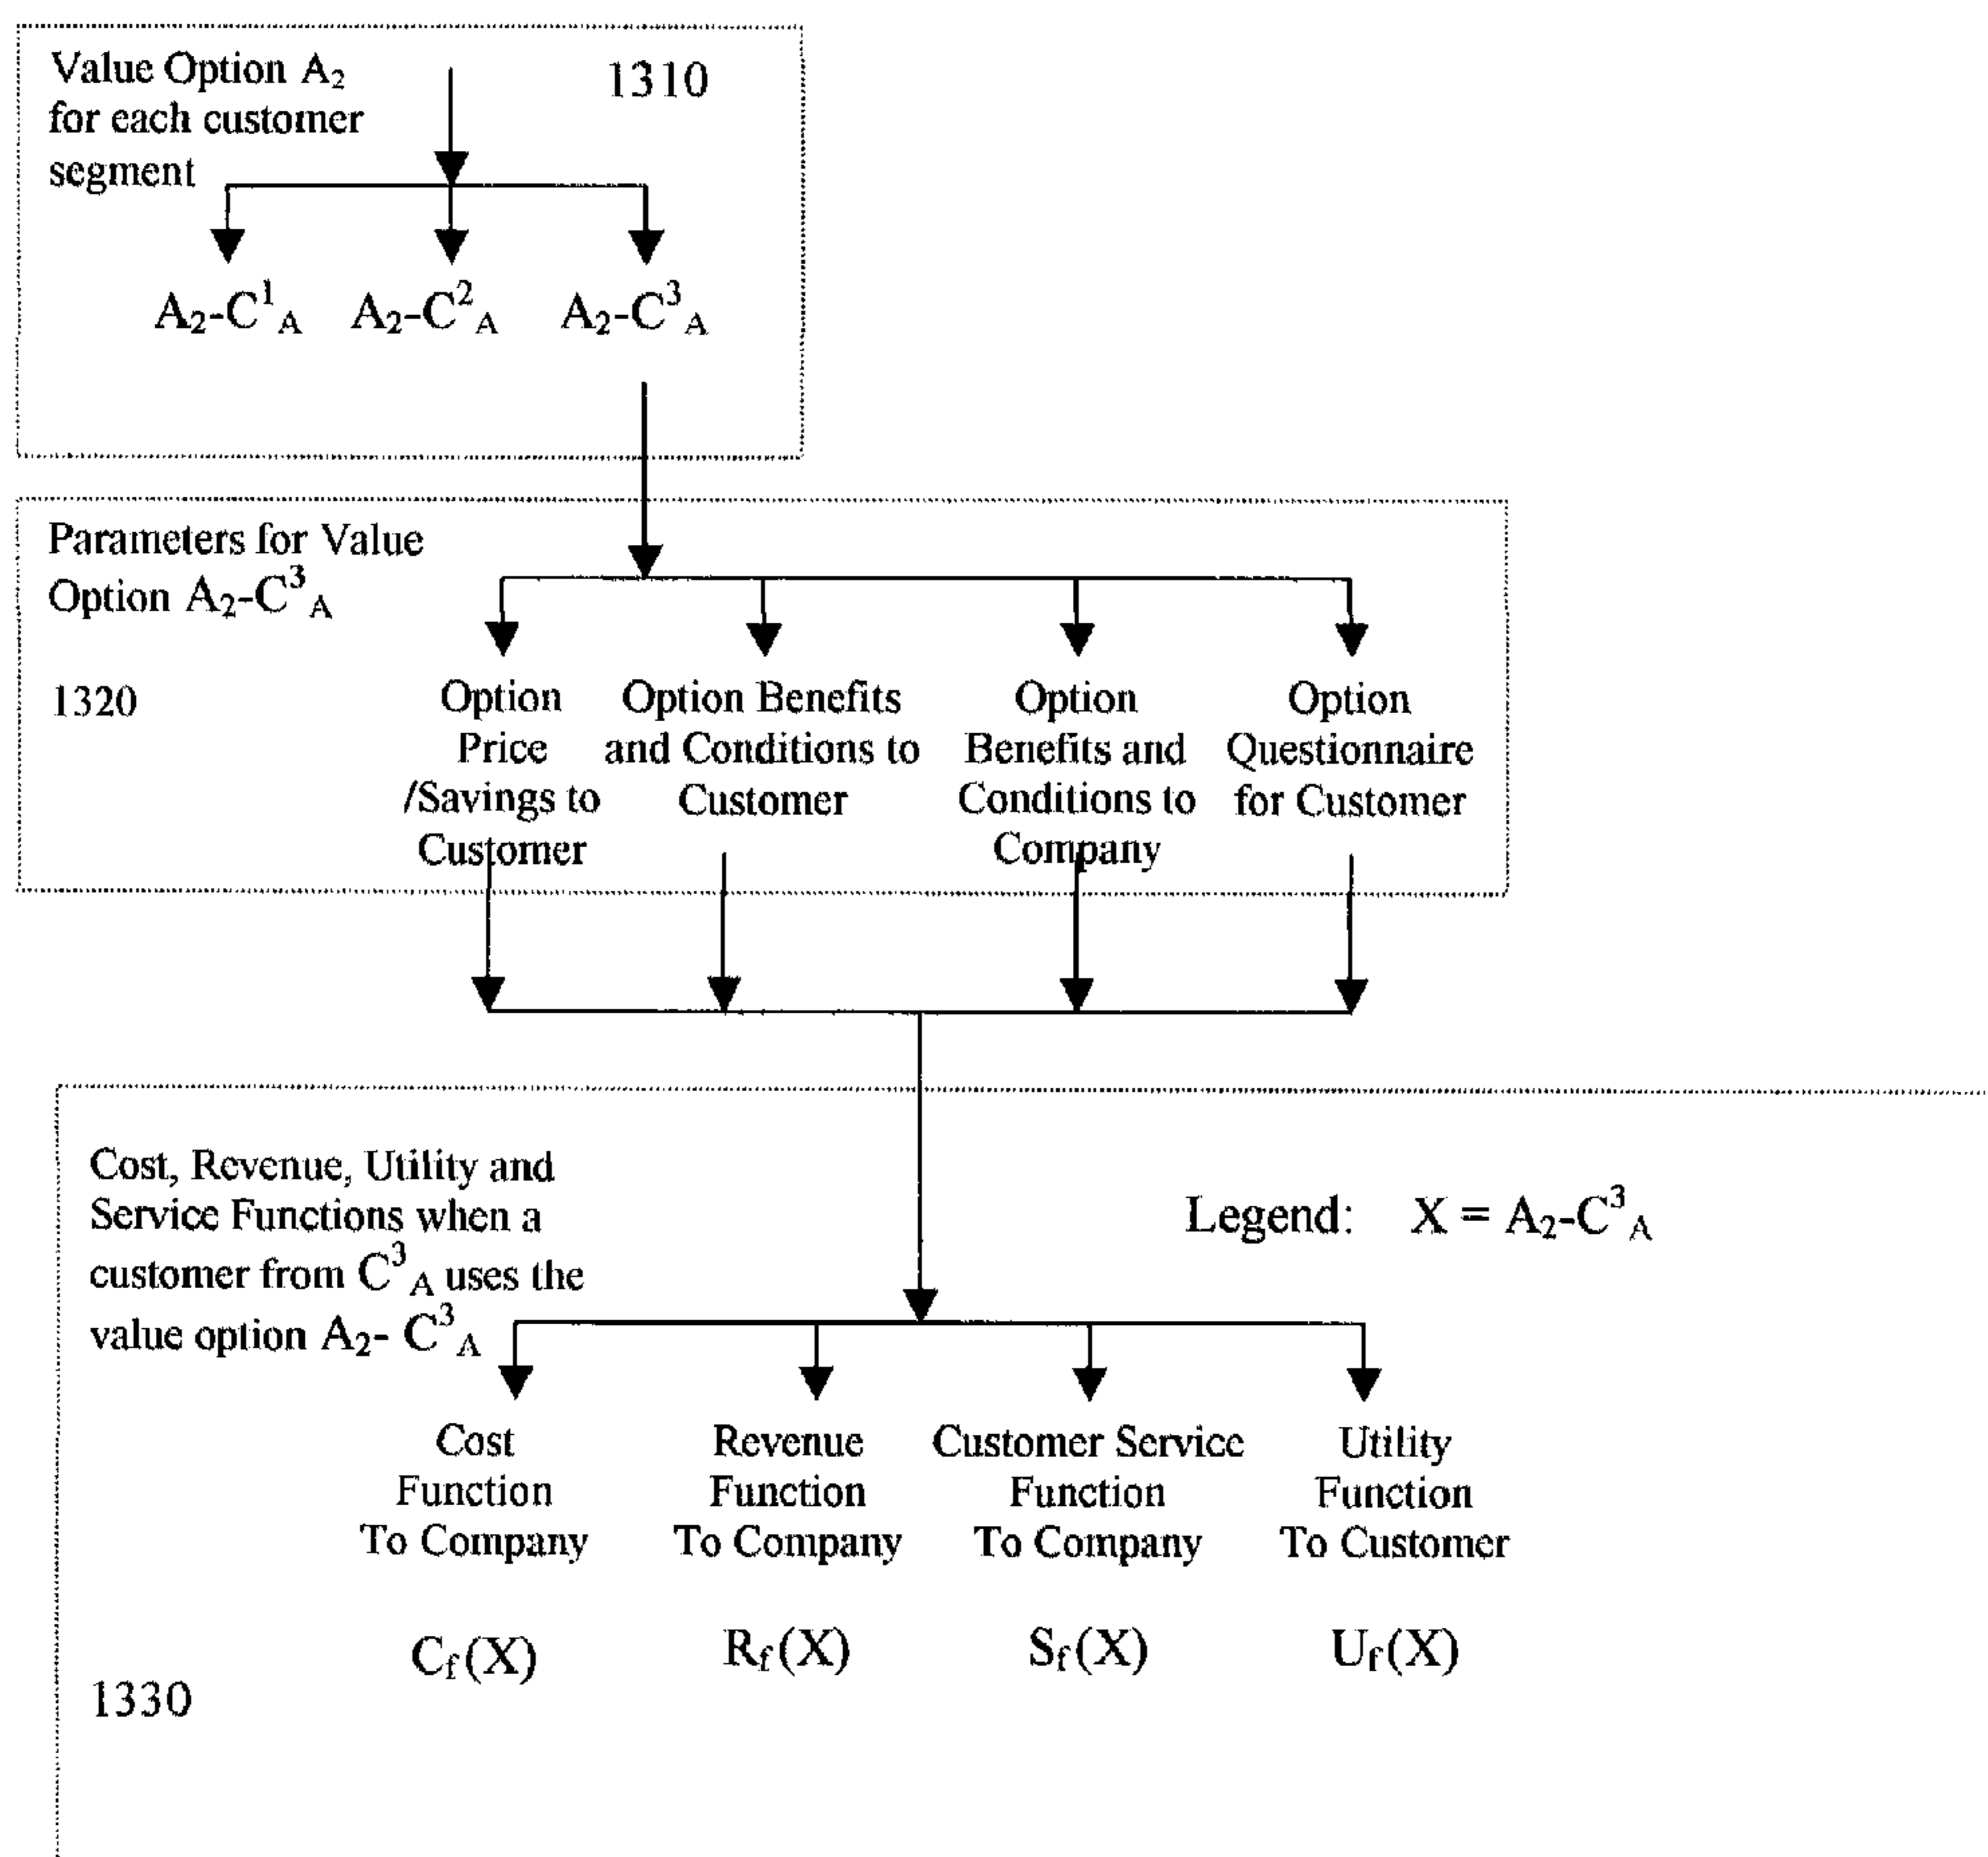 Value Option A₂
for each customer
segment
1310
A₂-C¹A A₂-C²A A₂-C³A
Parameters for Value
Option A₂-C³A
1320
Option
Price
/Savings to
Customer
Option Benefits
and Conditions to
Customer
Option
Benefits and
Conditions to
Company
Option
Questionnaire
for Customer
Cost, Revenue, Utility and
Service Functions when a
customer from C³A uses the
value option A₂- C³A
Legend: X = A₂-C³A
Cost
Function
To Company
Revenue
Function
To Company
Customer Service
Function
To Company
Utility
Function
To Customer
Cf(X) Rf(X) Sf(X) Uf(X)
1330